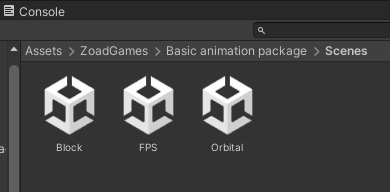 Console
Assets > ZoadGames > Basic animation package > Scenes
Block FPS Orbital